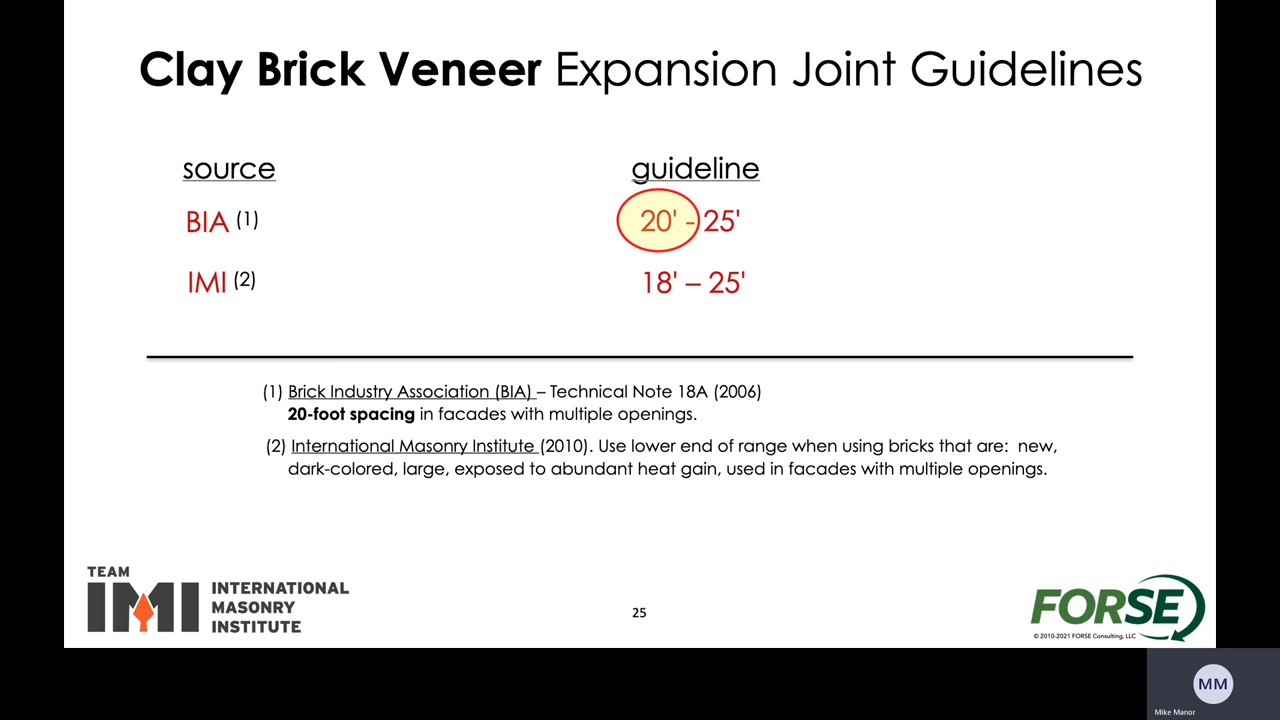 Clay Brick Veneer Expansion Joint Guidelines
source guideline
BIA (1) 20' - 25'
IMI (2) 18' – 25'
(1) Brick Industry Association (BIA) – Technical Note 18A (2006)
20-foot spacing in facades with multiple openings.
(2) International Masonry Institute (2010). Use lower end of range when using bricks that are: new,
dark-colored, large, exposed to abundant heat gain, used in facades with multiple openings.
TEAM
IMI
INTERNATIONAL
MASONRY
INSTITUTE
25
FORSE
© 2010-2021 FORSE Consulting, LLC
MM
Mike Manor